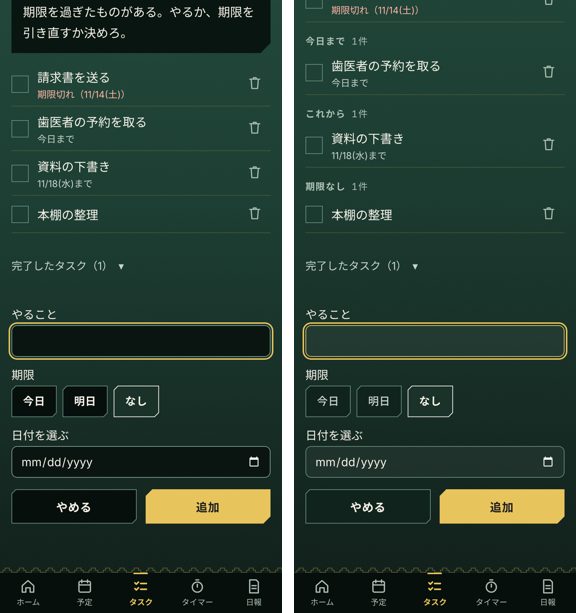 期限を過ぎたものがある。やるか、期限を
引き直すか決めろ。
請求書を送る
期限切れ（11/14(土)）
歯医者の予約を取る
今日まで
資料の下書き
11/18(水)まで
本棚の整理
完了したタスク（1） ▼
やること
期限
今日 明日 なし
日付を選ぶ
mm/dd/yyyy
やめる 追加
ホーム 予定 タスク タイマー 日報
期限切れ（11/14(土)）
今日まで 1件
歯医者の予約を取る
今日まで
これから 1件
資料の下書き
11/18(水)まで
期限なし 1件
本棚の整理
完了したタスク（1） ▼
やること
期限
今日 明日 なし
日付を選ぶ
mm/dd/yyyy
やめる 追加
ホーム 予定 タスク タイマー 日報